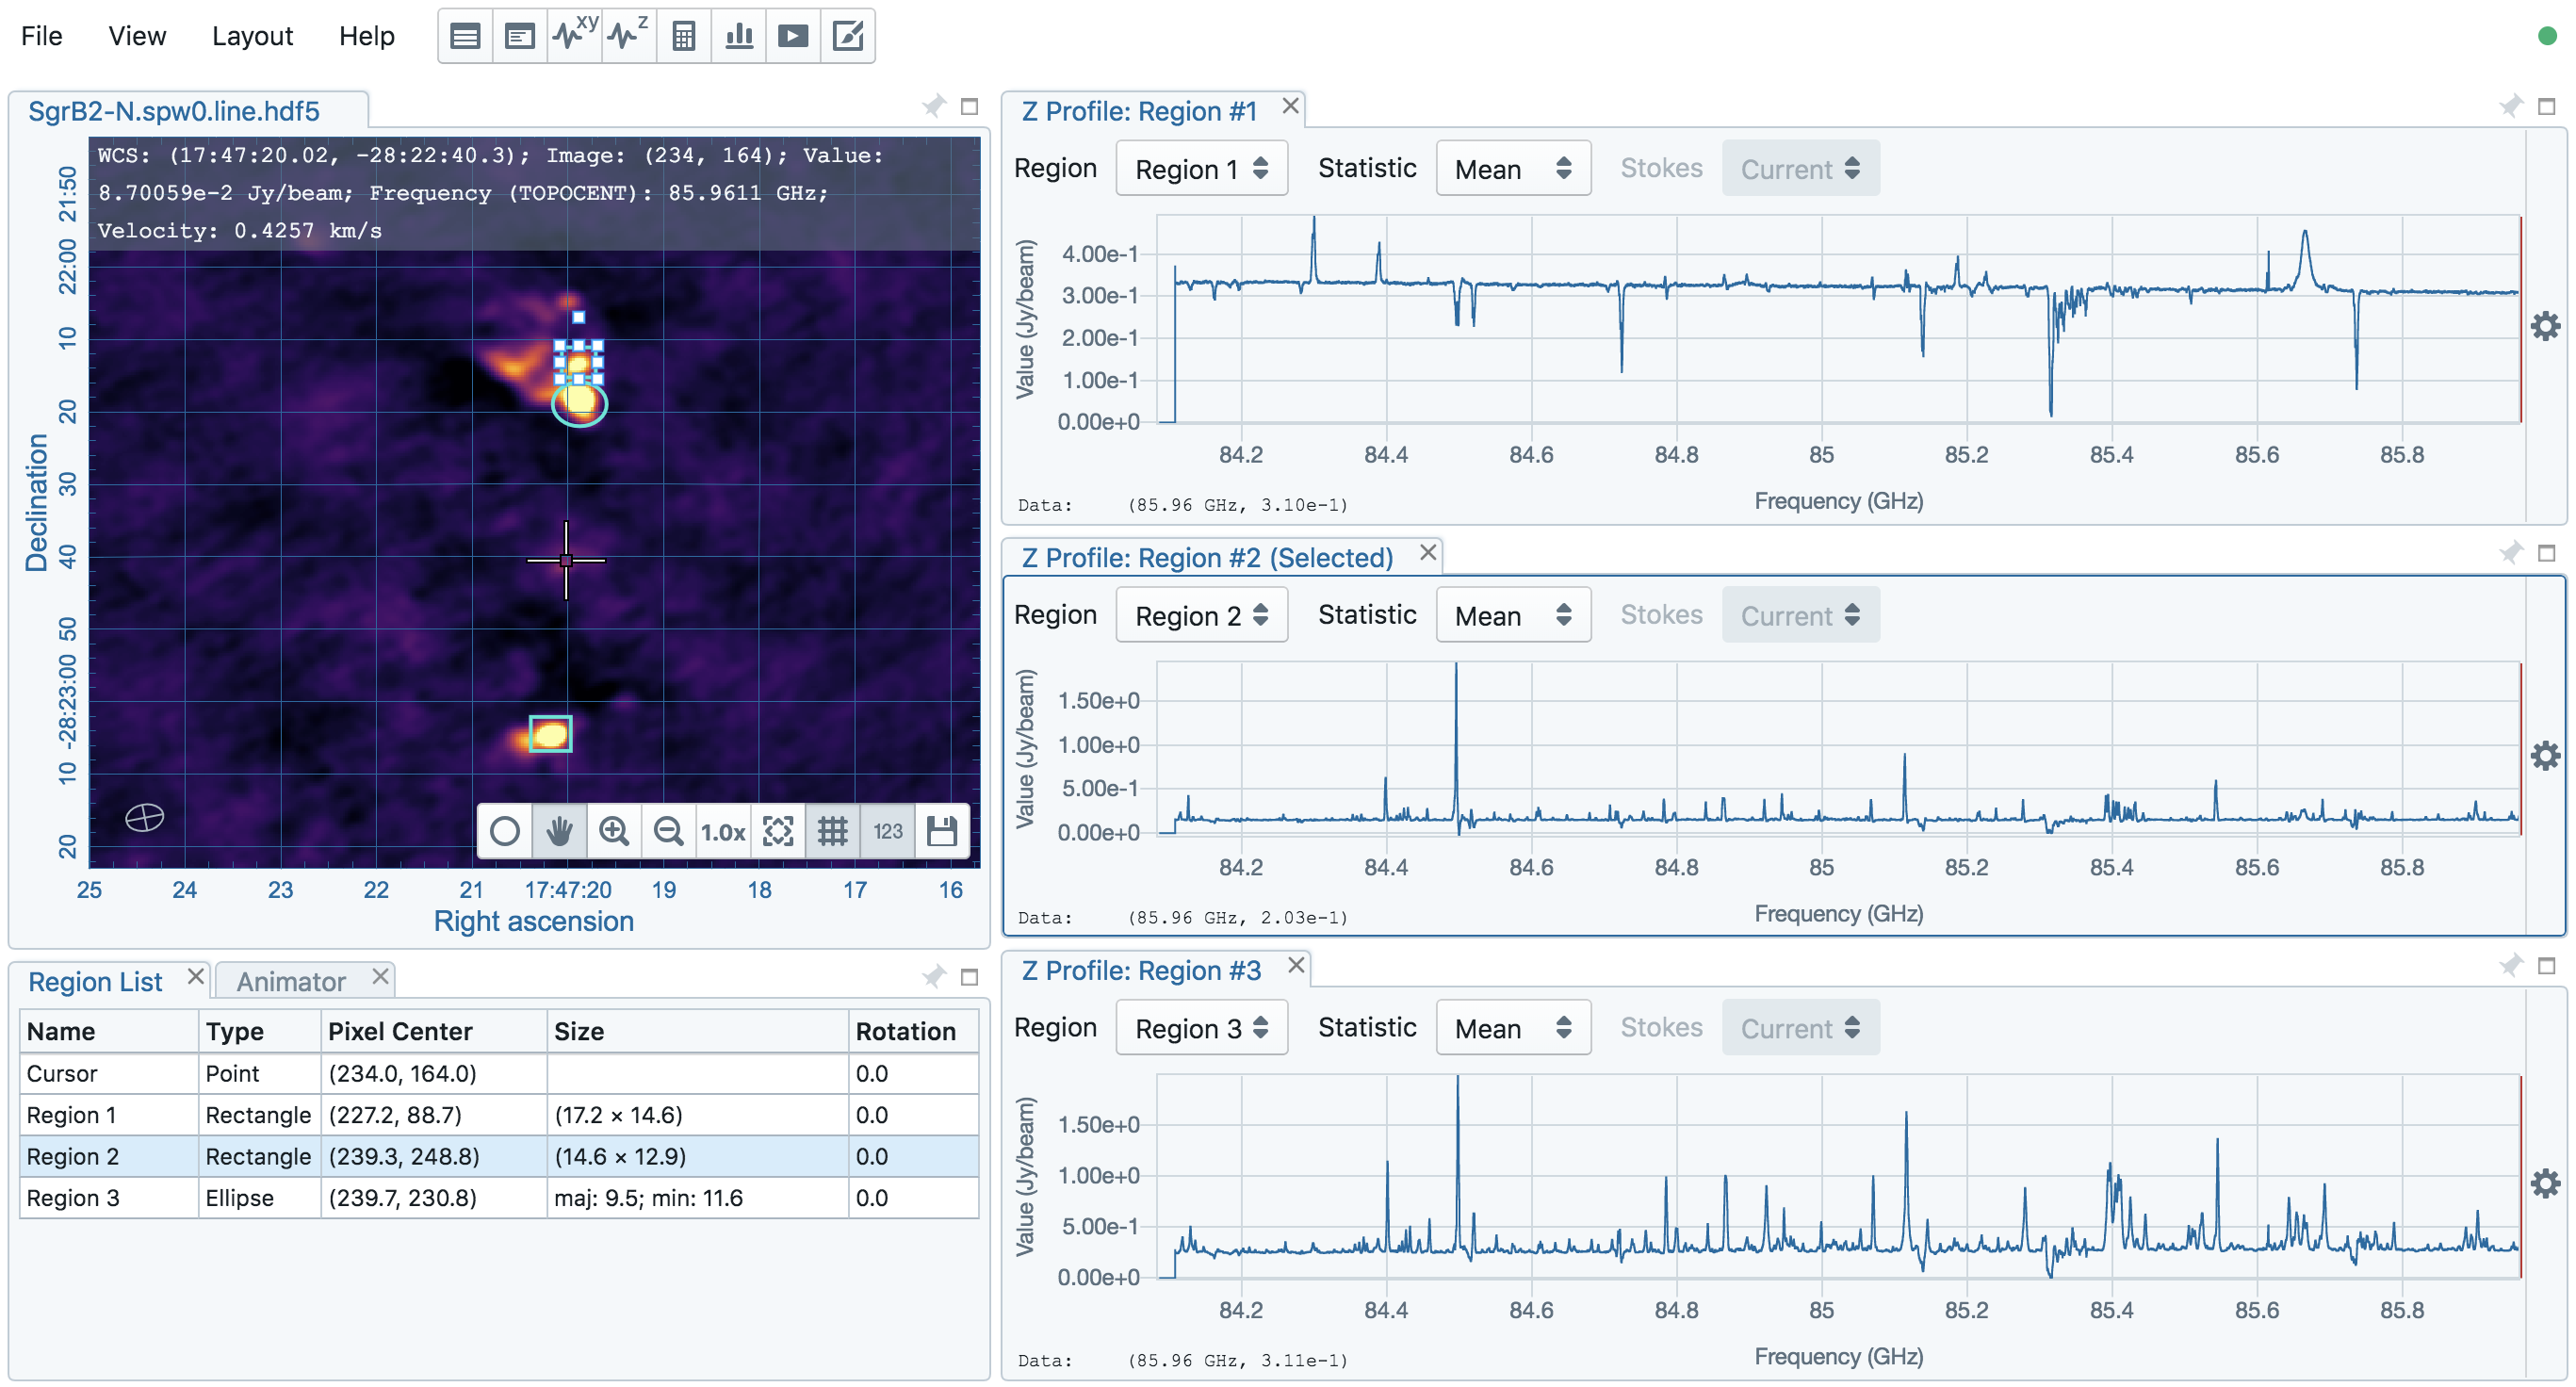 File View Layout Help xy z
SgrB2-N.spw0.line.hdf5
WCS: (17:47:20.02, -28:22:40.3); Image: (234, 164); Value:
8.70059e-2 Jy/beam; Frequency (TOPOCENT): 85.9611 GHz;
Velocity: 0.4257 km/s
Declination
21:50
22:00
10
20
30
40
50
-28:23:00
10
20
1.0x 123
25 24 23 22 21 17:47:20 19 18 17 16
Right ascension
Region List Animator
Name Type Pixel Center Size Rotation
Cursor Point (234.0, 164.0) 0.0
Region 1 Rectangle (227.2, 88.7) (17.2 × 14.6) 0.0
Region 2 Rectangle (239.3, 248.8) (14.6 × 12.9) 0.0
Region 3 Ellipse (239.7, 230.8) maj: 9.5; min: 11.6 0.0
Z Profile: Region #1
Region Region 1 Statistic Mean Stokes Current
Value (Jy/beam)
4.00e-1
3.00e-1
2.00e-1
1.00e-1
0.00e+0
84.2 84.4 84.6 84.8 85 85.2 85.4 85.6 85.8
Frequency (GHz)
Data: (85.96 GHz, 3.10e-1)
Z Profile: Region #2 (Selected)
Region Region 2 Statistic Mean Stokes Current
Value (Jy/beam)
1.50e+0
1.00e+0
5.00e-1
0.00e+0
84.2 84.4 84.6 84.8 85 85.2 85.4 85.6 85.8
Frequency (GHz)
Data: (85.96 GHz, 2.03e-1)
Z Profile: Region #3
Region Region 3 Statistic Mean Stokes Current
Value (Jy/beam)
1.50e+0
1.00e+0
5.00e-1
0.00e+0
84.2 84.4 84.6 84.8 85 85.2 85.4 85.6 85.8
Frequency (GHz)
Data: (85.96 GHz, 3.11e-1)